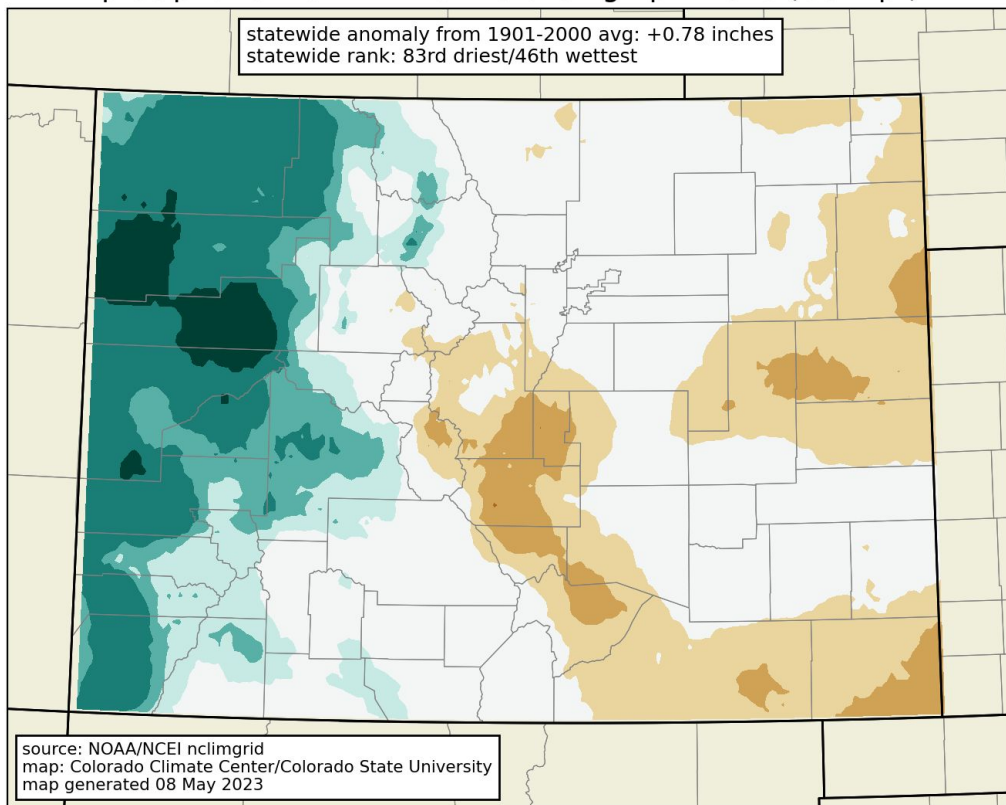 statewide anomaly from 1901-2000 avg: +0.78 inches
statewide rank: 83rd driest/46th wettest
source: NOAA/NCEI nclimgrid
map: Colorado Climate Center/Colorado State University
map generated 08 May 2023